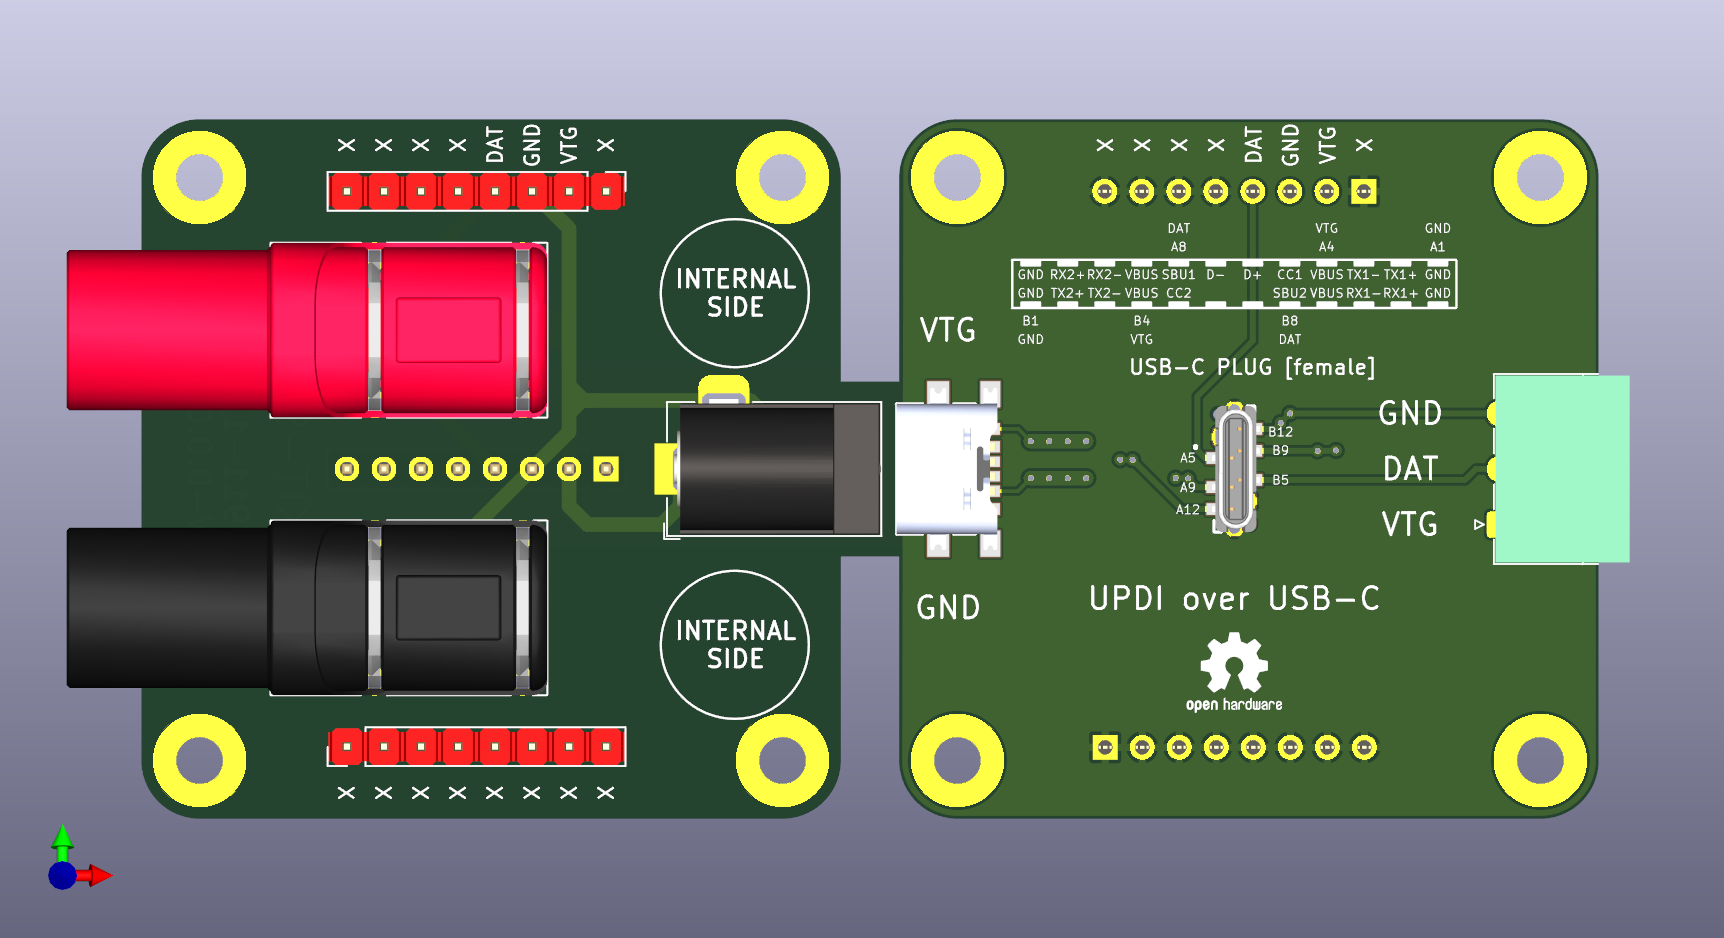 X X X X DAT GND VTG X
INTERNAL
SIDE
INTERNAL
SIDE
X X X X X X X X
X X X X DAT GND VTG X
DAT VTG GND
A8 A4 A1
GND RX2+ RX2- VBUS SBU1 D- D+ CC1 VBUS TX1- TX1+ GND
GND TX2+ TX2- VBUS CC2 SBU2 VBUS RX1- RX1+ GND
B1 B4 B8
GND VTG DAT
VTG
USB-C PLUG [female]
GND
B12
B9
A5
DAT
B5
A9
A12
VTG
GND
UPDI over USB-C
open hardware